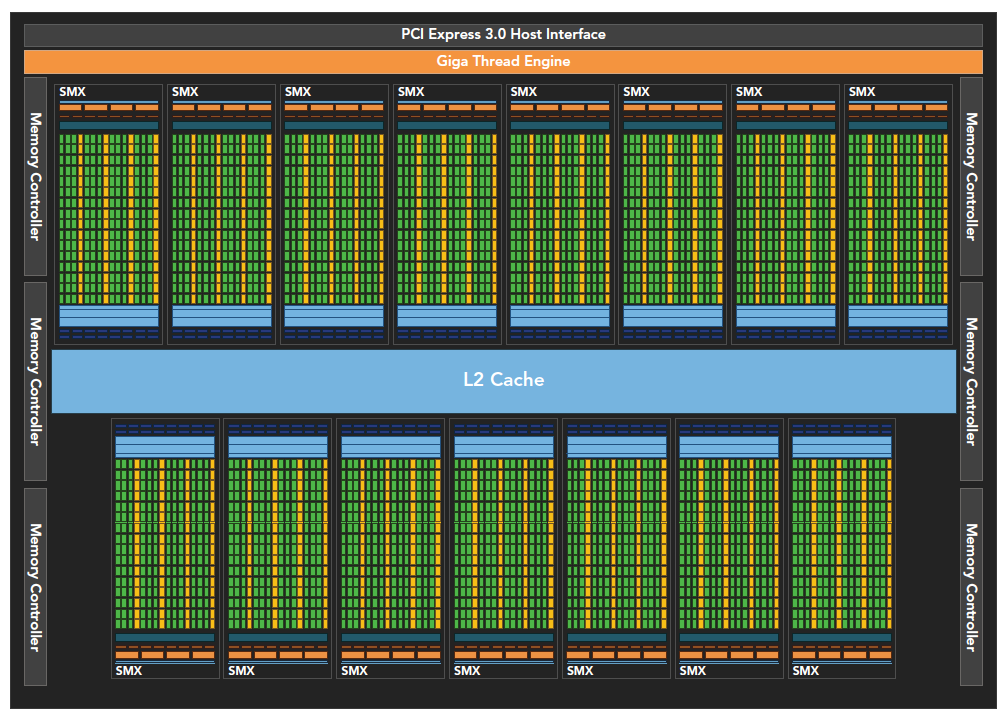 PCI Express 3.0 Host Interface
Giga Thread Engine
SMX
SMX
SMX
SMX
SMX
SMX
SMX
SMX
Memory Controller
Memory Controller
L2 Cache
Memory Controller
Memory Controller
Memory Controller
Memory Controller
SMX
SMX
SMX
SMX
SMX
SMX
SMX